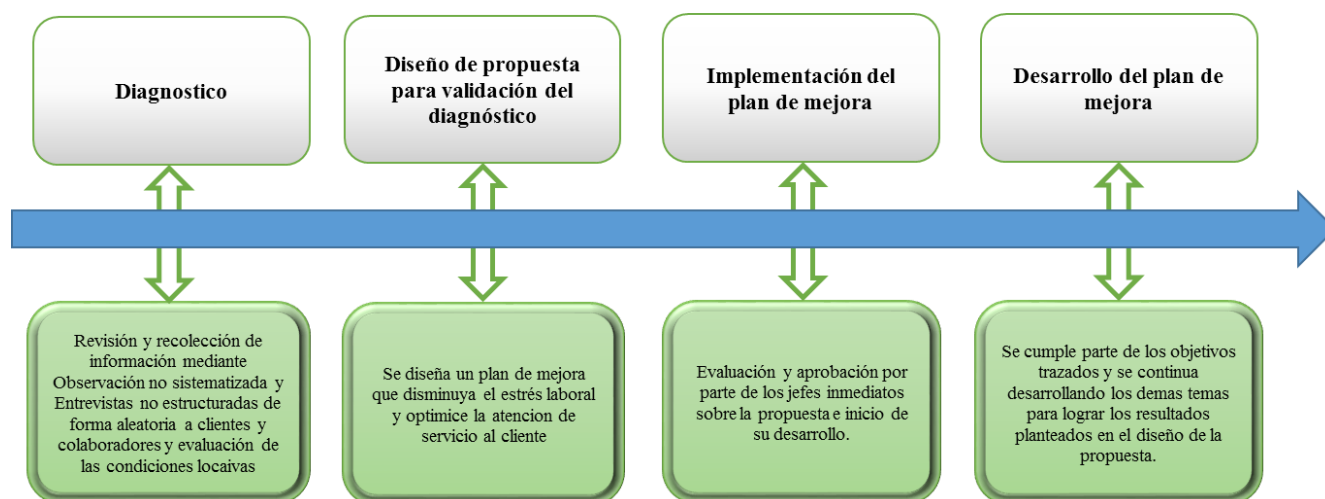 Diagnostico
Diseño de propuesta
para validación del
diagnóstico
Implementación del
plan de mejora
Desarrollo del plan de
mejora
Revisión y recolección de
información mediante
Observación no sistematizada y
Entrevistas no estructuradas de
forma aleatoria a clientes y
colaboradores y evaluación de
las condiciones locaivas
Se diseña un plan de mejora
que disminuya el estrés laboral
y optimice la atencion de
servicio al cliente
Evaluación y aprobación por
parte de los jefes inmediatos
sobre la propuesta e inicio de
su desarrollo.
Se cumple parte de los objetivos
trazados y se continua
desarrollando los demas temas
para lograr los resultados
planteados en el diseño de la
propuesta.